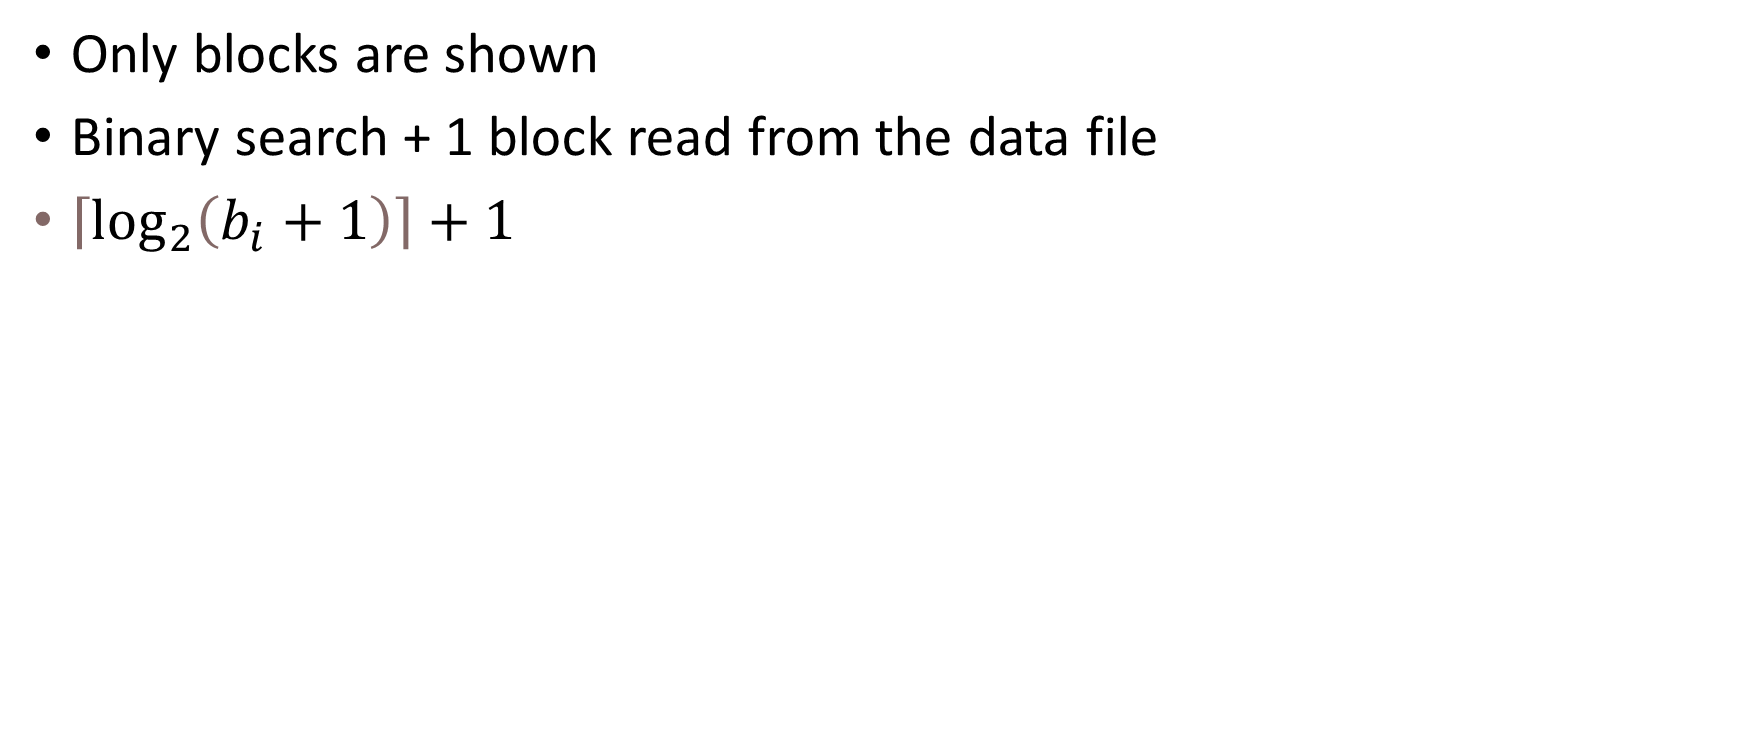 • Only blocks are shown
• Binary search + 1 block read from the data file
• ⌈log₂(bᵢ + 1)⌉ + 1